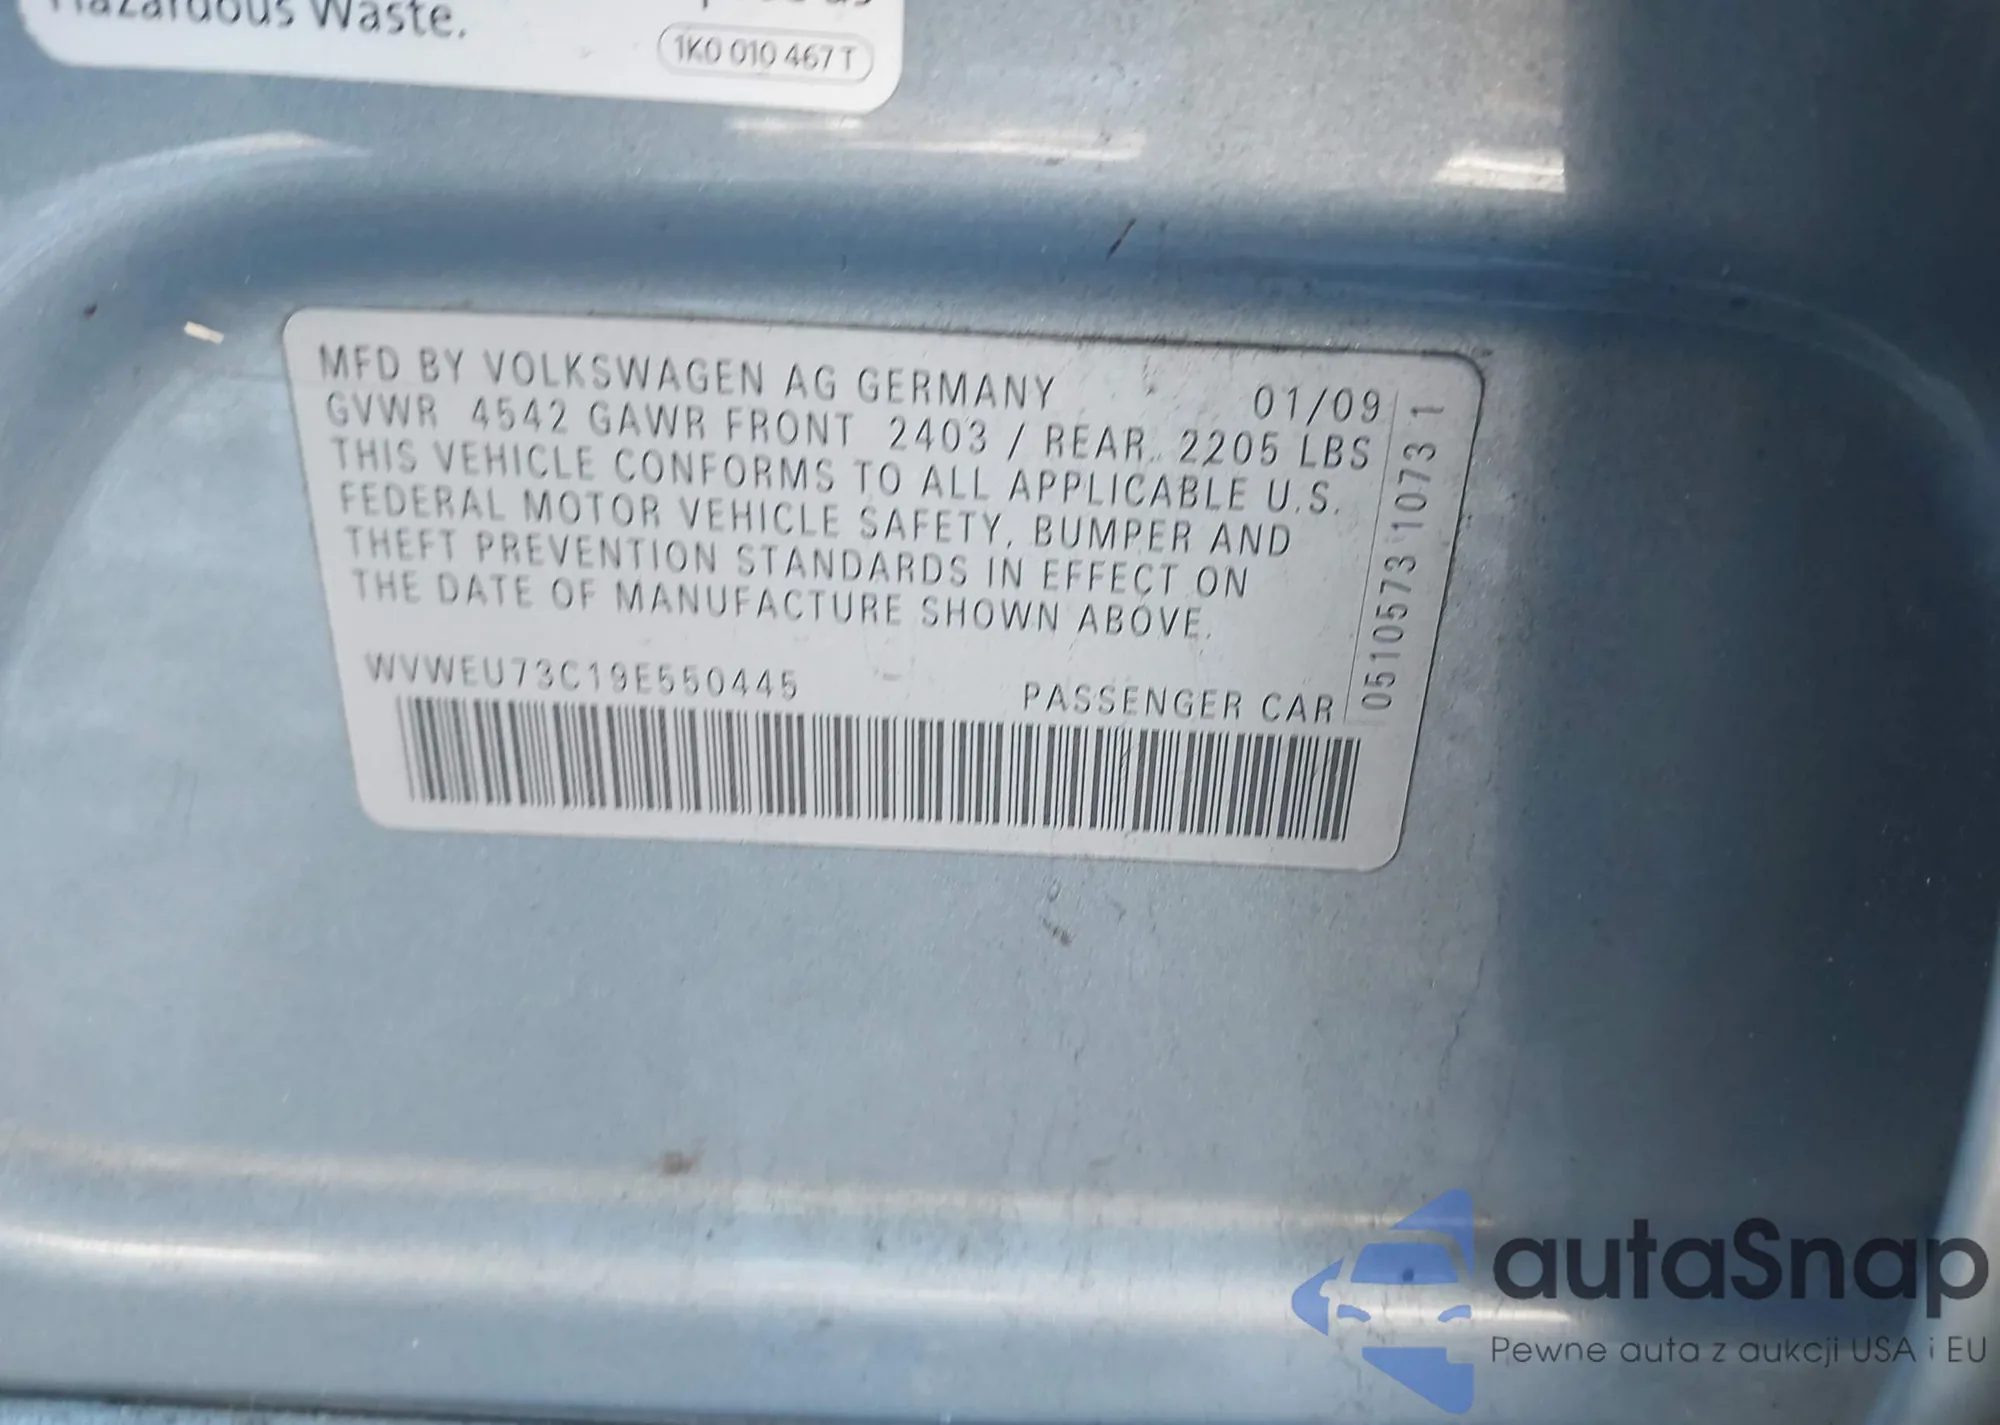 Hazardous Waste.
1K0 010 467 T
MFD BY VOLKSWAGEN AG GERMANY 01/09
GVWR 4542 GAWR FRONT 2403 / REAR 2205 LBS
THIS VEHICLE CONFORMS TO ALL APPLICABLE U.S.
FEDERAL MOTOR VEHICLE SAFETY, BUMPER AND
THEFT PREVENTION STANDARDS IN EFFECT ON
THE DATE OF MANUFACTURE SHOWN ABOVE.
WVWEU73C19E550445 PASSENGER CAR
0510573 10731
autaSnap
Pewne auta z aukcji USA i EU